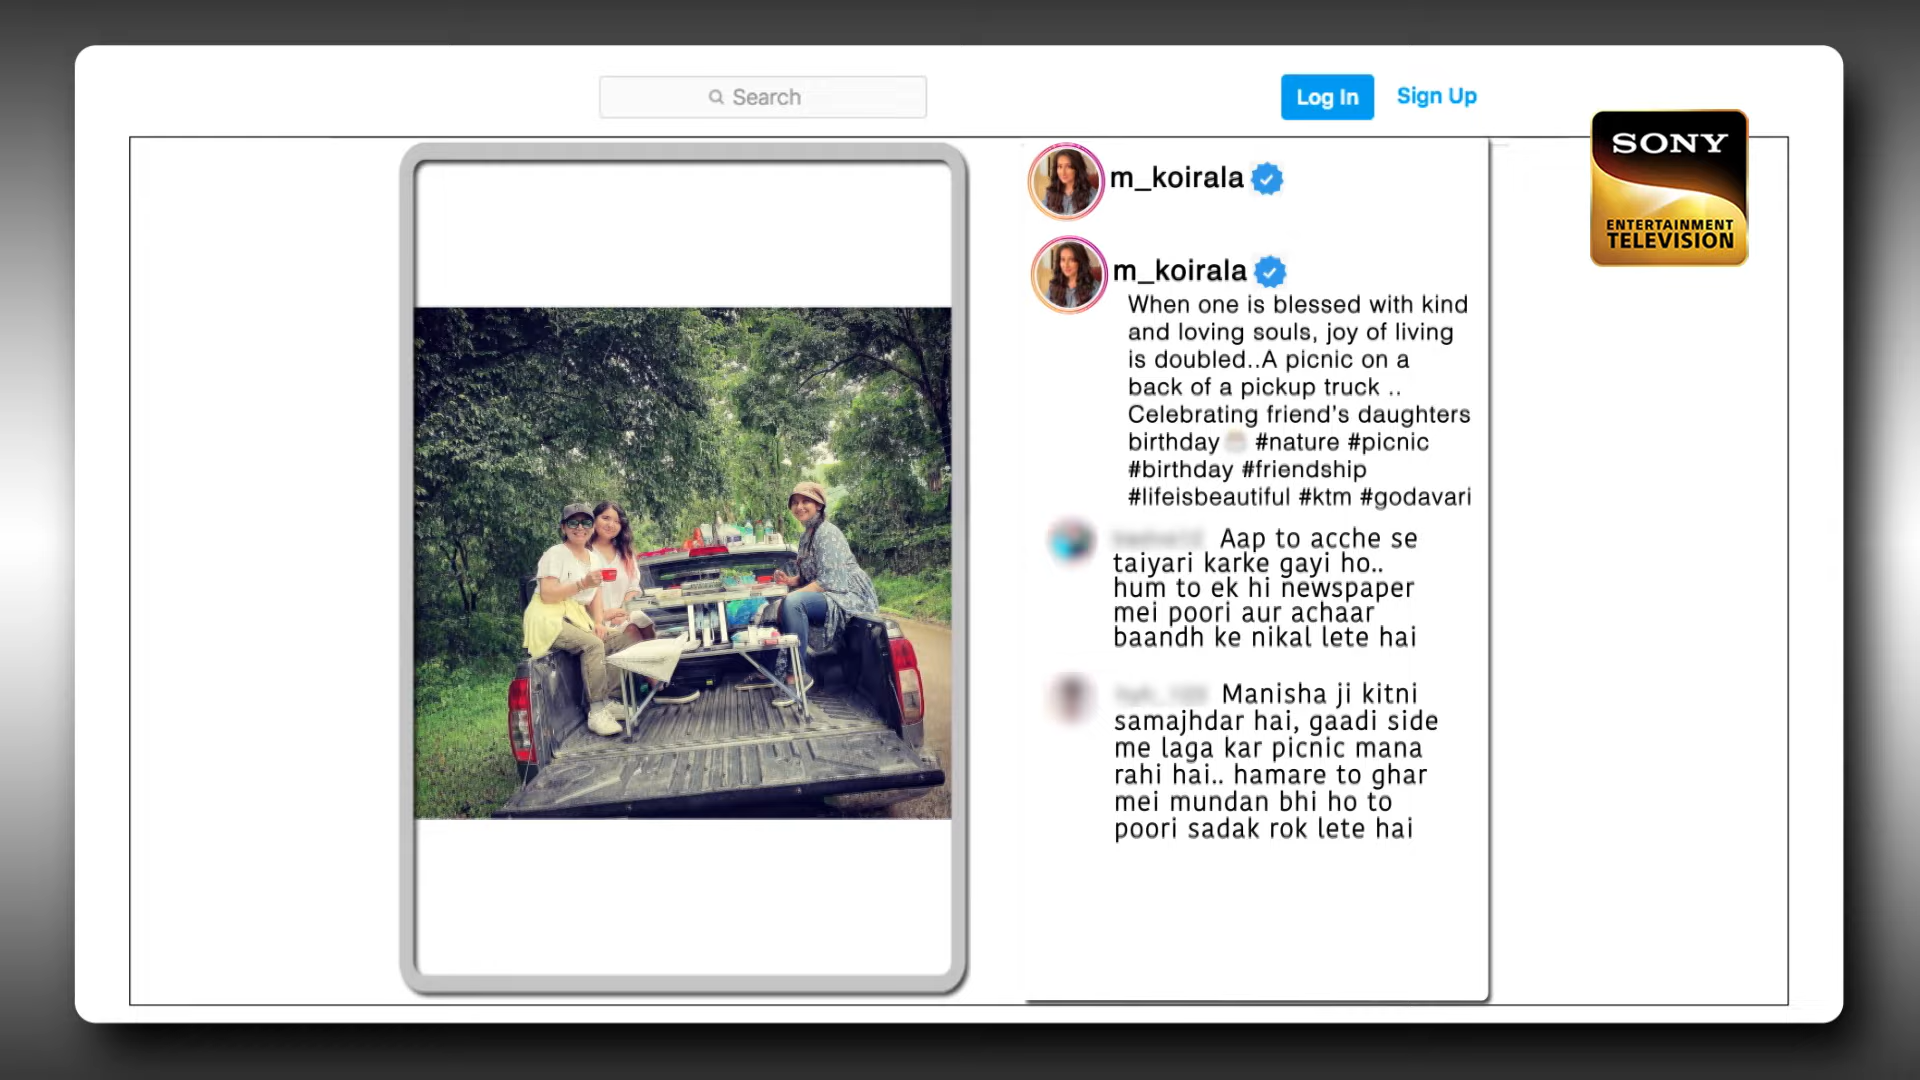 Search
Log In
Sign Up
SONY
ENTERTAINMENT
TELEVISION
m_koirala
m_koirala
When one is blessed with kind
and loving souls, joy of living
is doubled..A picnic on a
back of a pickup truck ..
Celebrating friend's daughters
birthday #nature #picnic
#birthday #friendship
#lifeisbeautiful #ktm #godavari
Aap to acche se
taiyari karke gayi ho..
hum to ek hi newspaper
mei poori aur achaar
baandh ke nikal lete hai
Manisha ji kitni
samajhdar hai, gaadi side
me laga kar picnic mana
rahi hai.. hamare to ghar
mei mundan bhi ho to
poori sadak rok lete hai